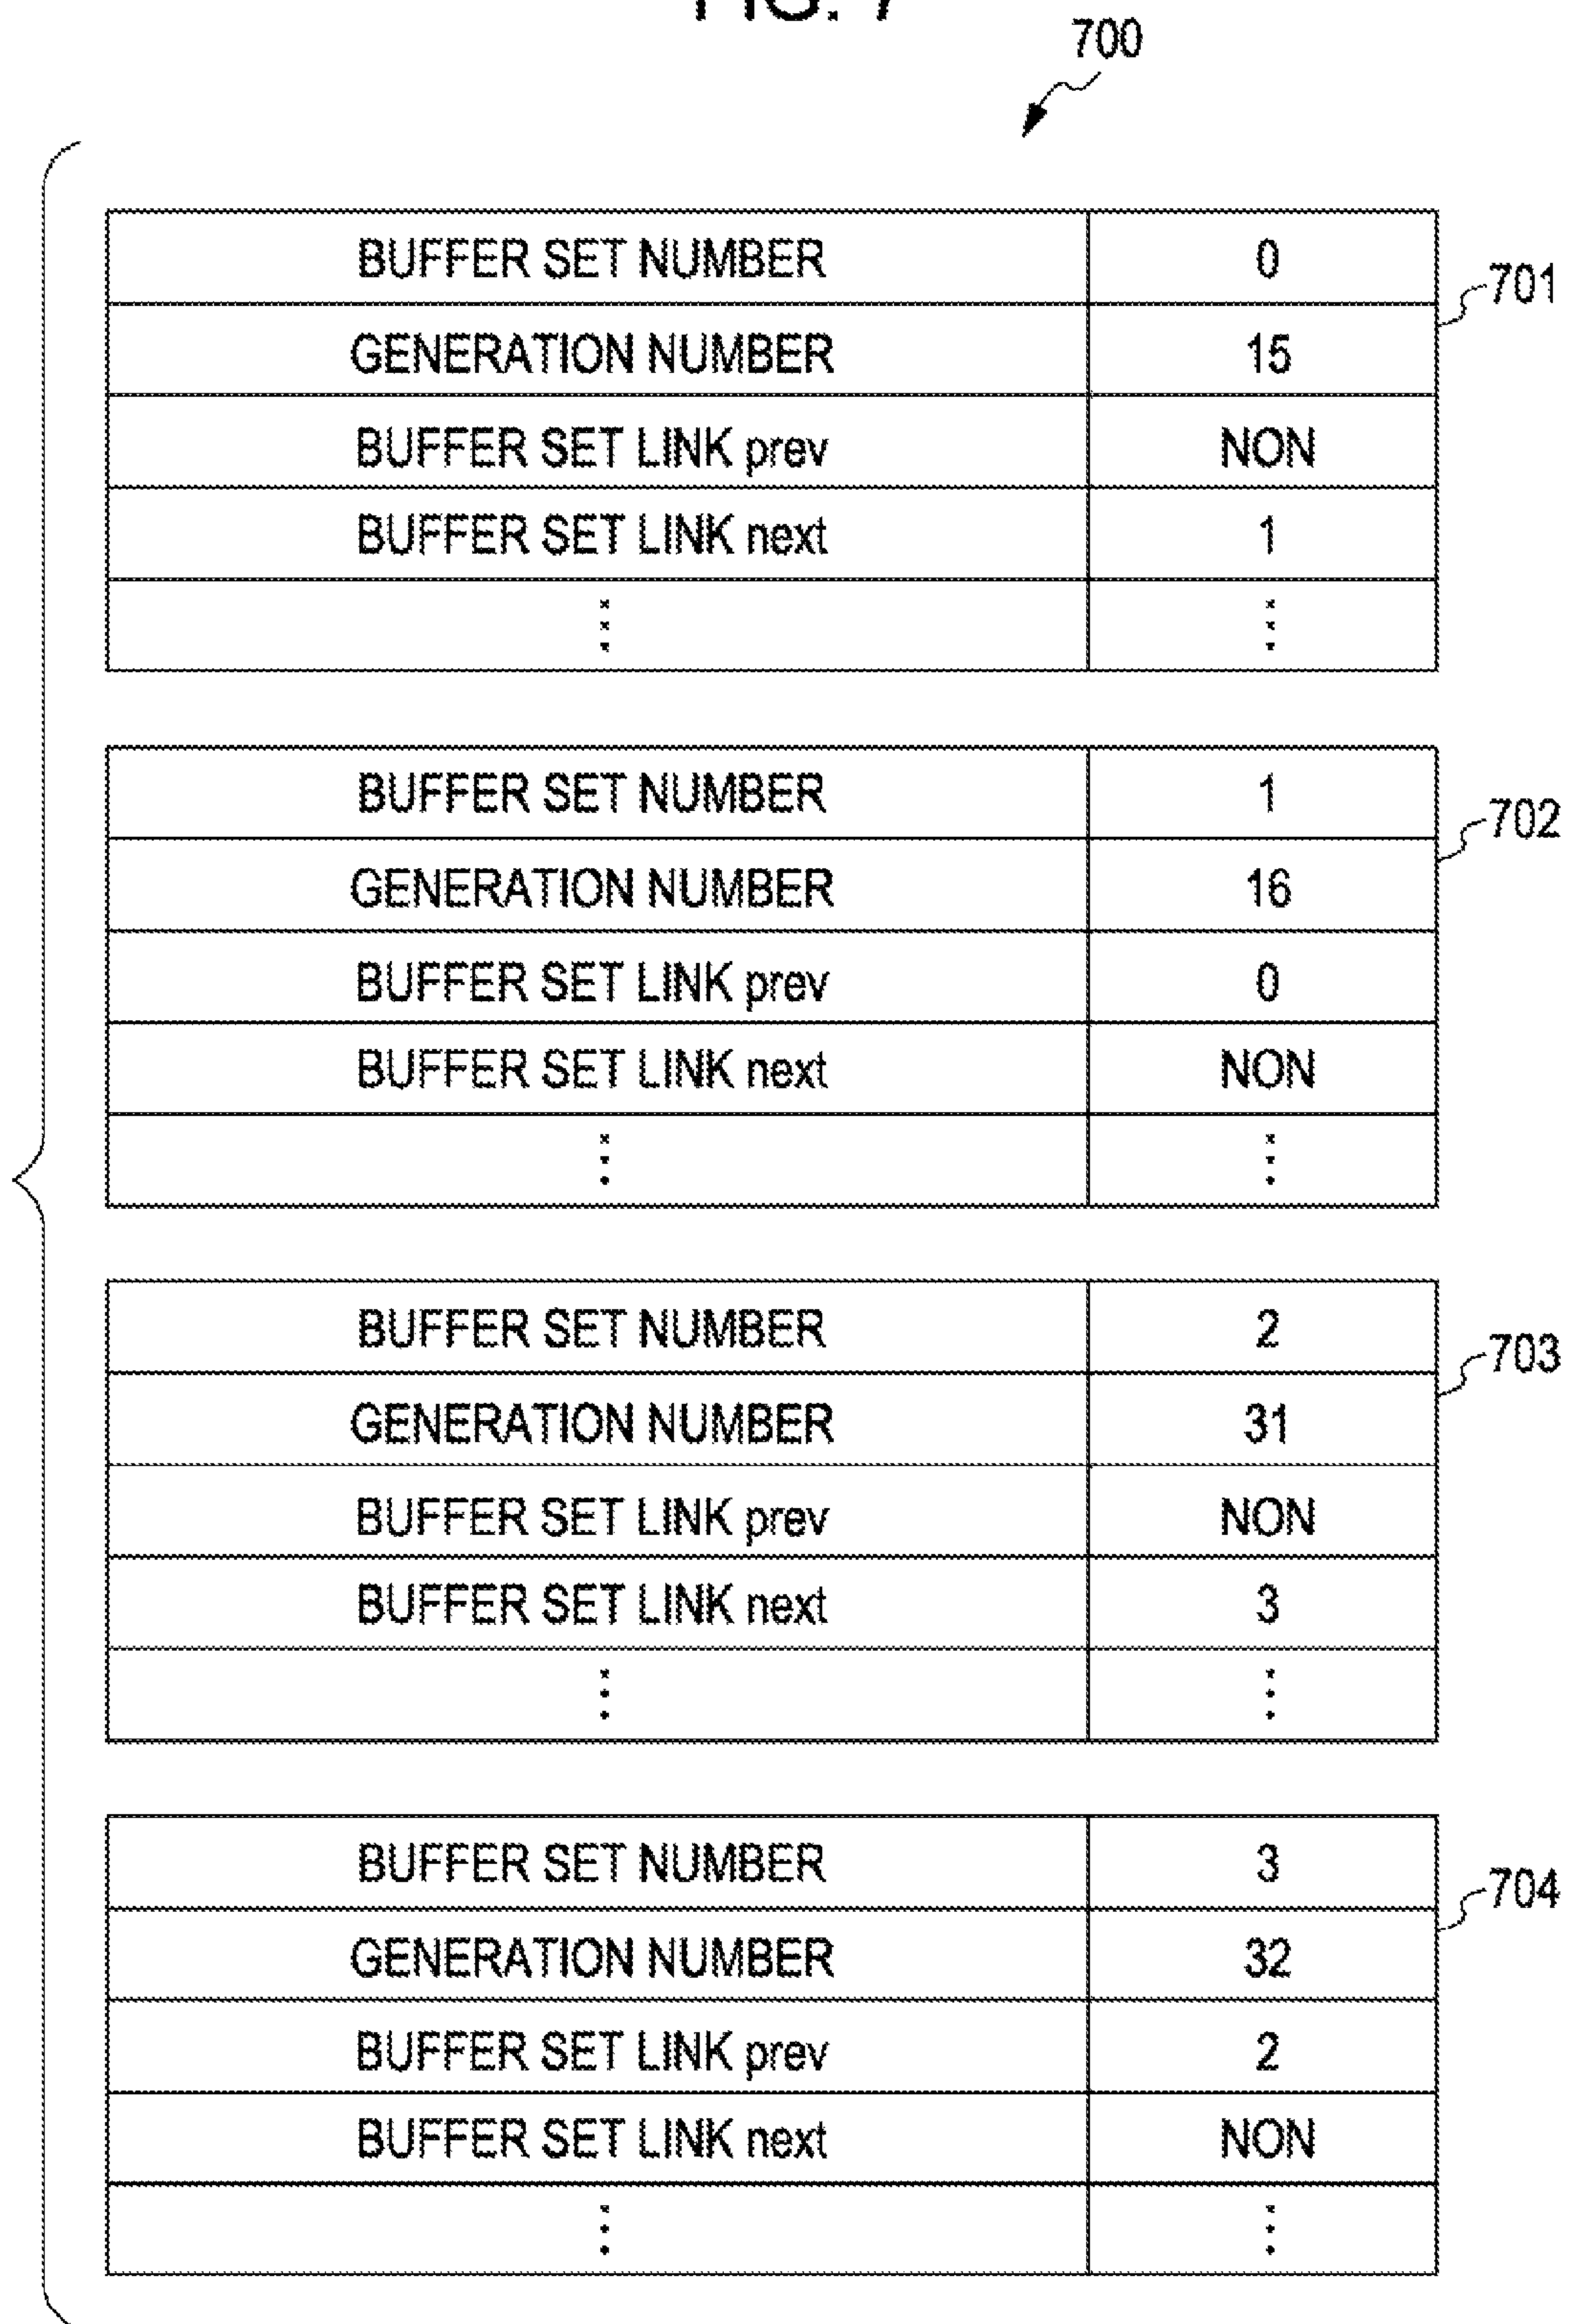 FIG. 7
700
BUFFER SET NUMBER 0
701
GENERATION NUMBER 15
BUFFER SET LINK prev NON
BUFFER SET LINK next 1
⋮ ⋮
BUFFER SET NUMBER 1
702
GENERATION NUMBER 16
BUFFER SET LINK prev 0
BUFFER SET LINK next NON
⋮ ⋮
BUFFER SET NUMBER 2
703
GENERATION NUMBER 31
BUFFER SET LINK prev NON
BUFFER SET LINK next 3
⋮ ⋮
BUFFER SET NUMBER 3
704
GENERATION NUMBER 32
BUFFER SET LINK prev 2
BUFFER SET LINK next NON
⋮ ⋮